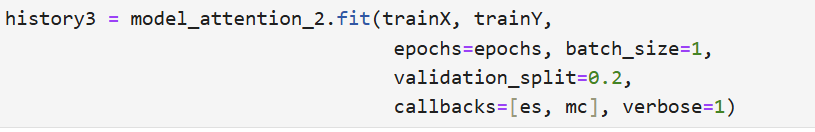 history3 = model_attention_2.fit(trainX, trainY,
epochs=epochs, batch_size=1,
validation_split=0.2,
callbacks=[es, mc], verbose=1)